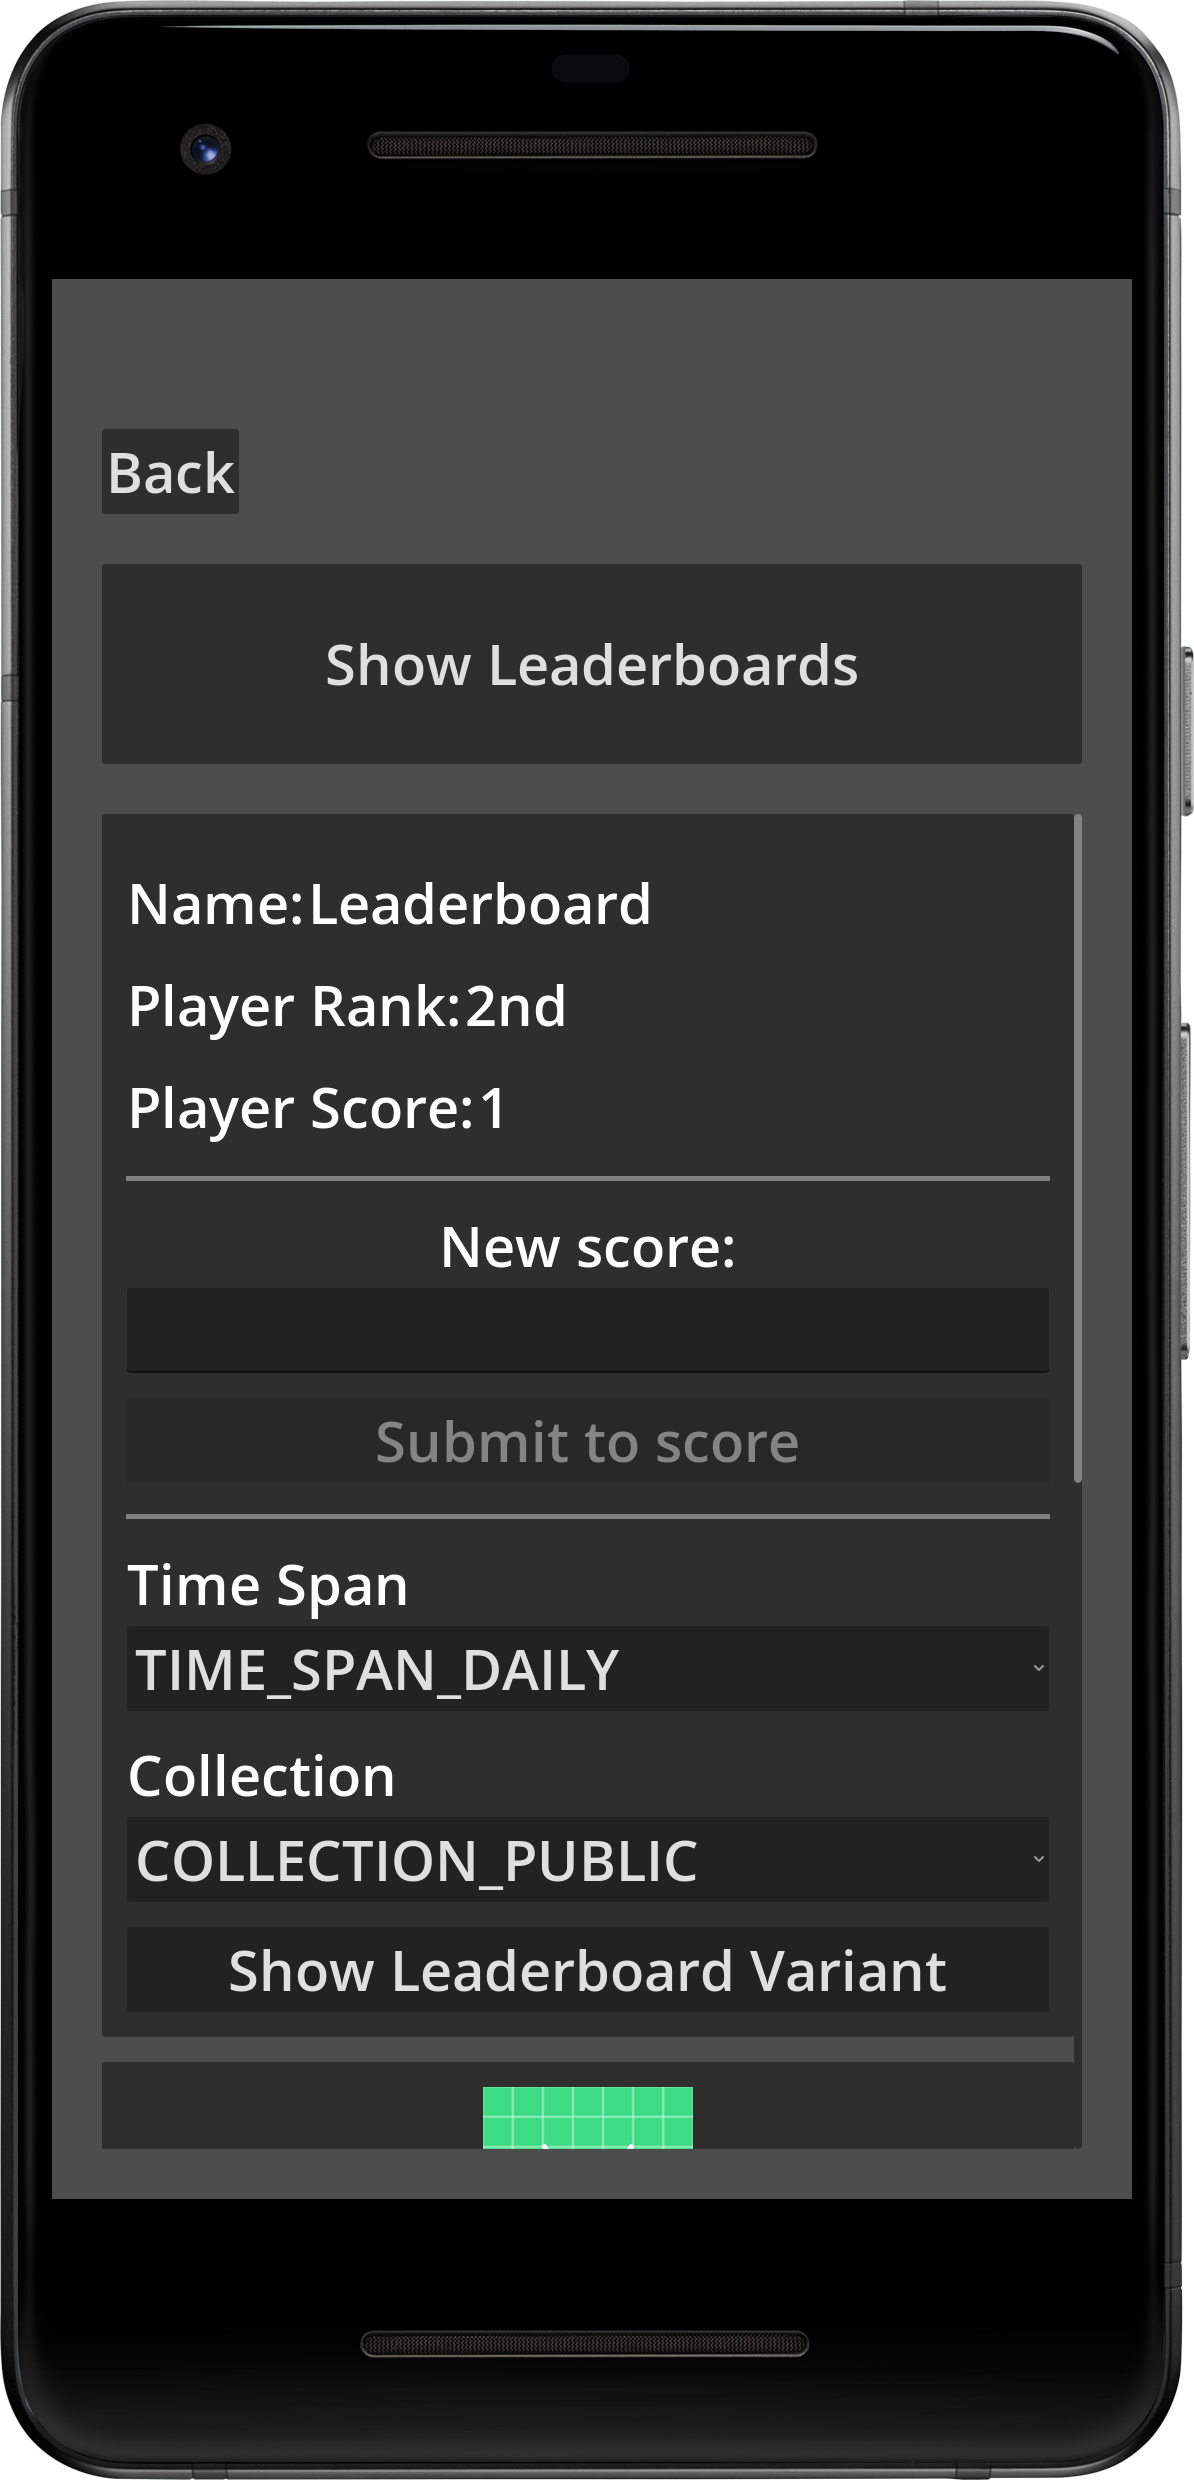 Back
Show Leaderboards
Name: Leaderboard
Player Rank: 2nd
Player Score: 1
New score:
Submit to score
Time Span
TIME_SPAN_DAILY
Collection
COLLECTION_PUBLIC
Show Leaderboard Variant